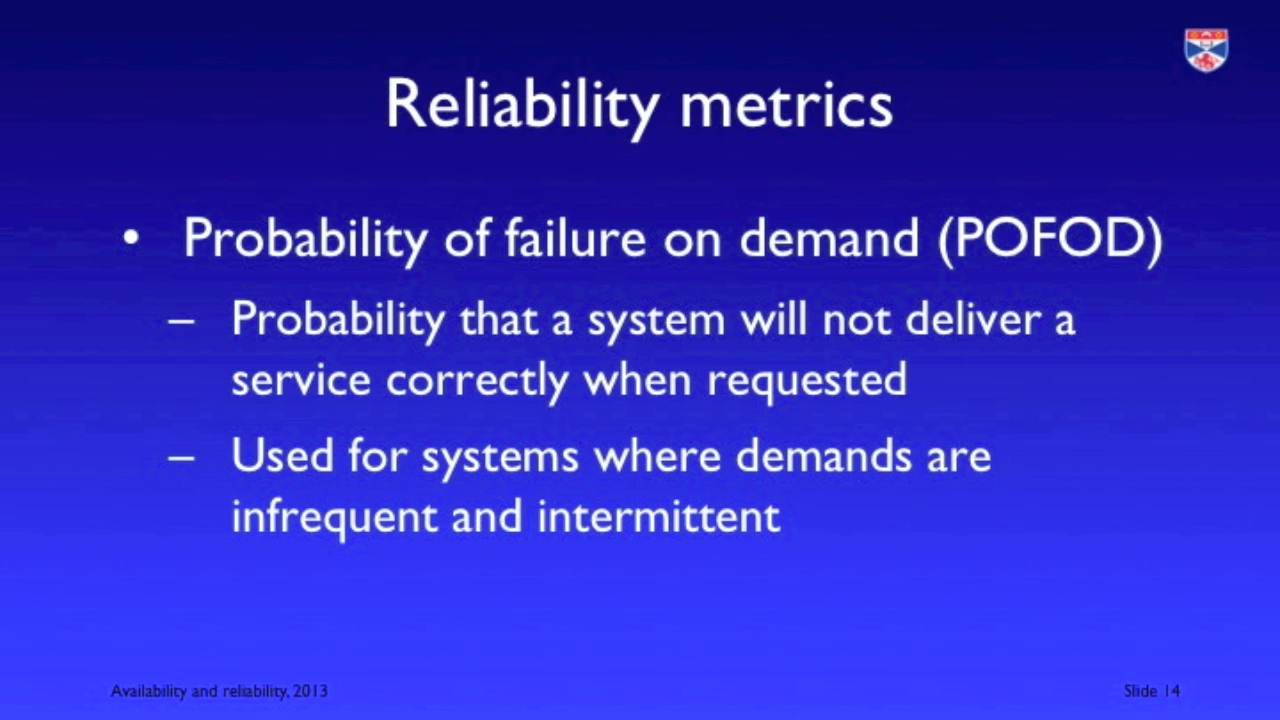 Reliability metrics
• Probability of failure on demand (POFOD)
– Probability that a system will not deliver a
service correctly when requested
– Used for systems where demands are
infrequent and intermittent
Availability and reliability, 2013
Slide 14